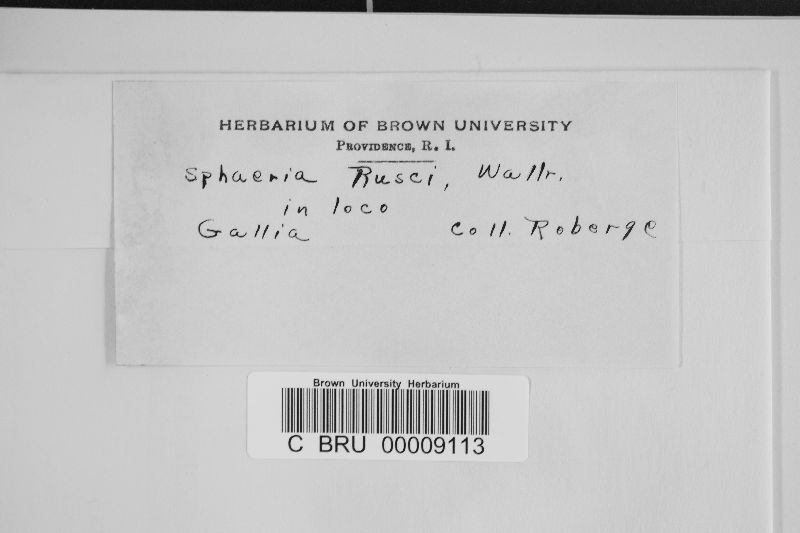 HERBARIUM OF BROWN UNIVERSITY
PROVIDENCE, R. I.
Sphaeria Rusci, Wallr.
in loco
Gallia coll. Roberge
Brown University Herbarium
C BRU 00009113